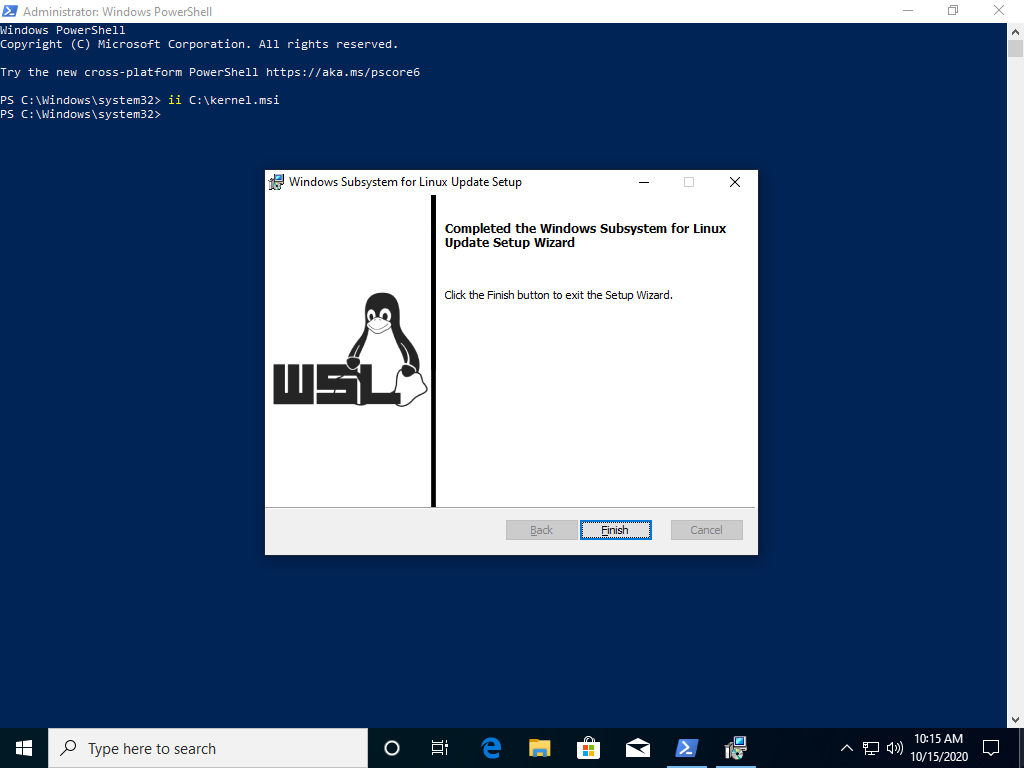 Administrator: Windows PowerShell
Windows PowerShell
Copyright (C) Microsoft Corporation. All rights reserved.
Try the new cross-platform PowerShell https://aka.ms/pscore6
PS C:\Windows\system32> ii C:\kernel.msi
PS C:\Windows\system32>
Windows Subsystem for Linux Update Setup
Completed the Windows Subsystem for Linux
Update Setup Wizard
Click the Finish button to exit the Setup Wizard.
WSL
Back Finish Cancel
Type here to search
10:15 AM
10/15/2020